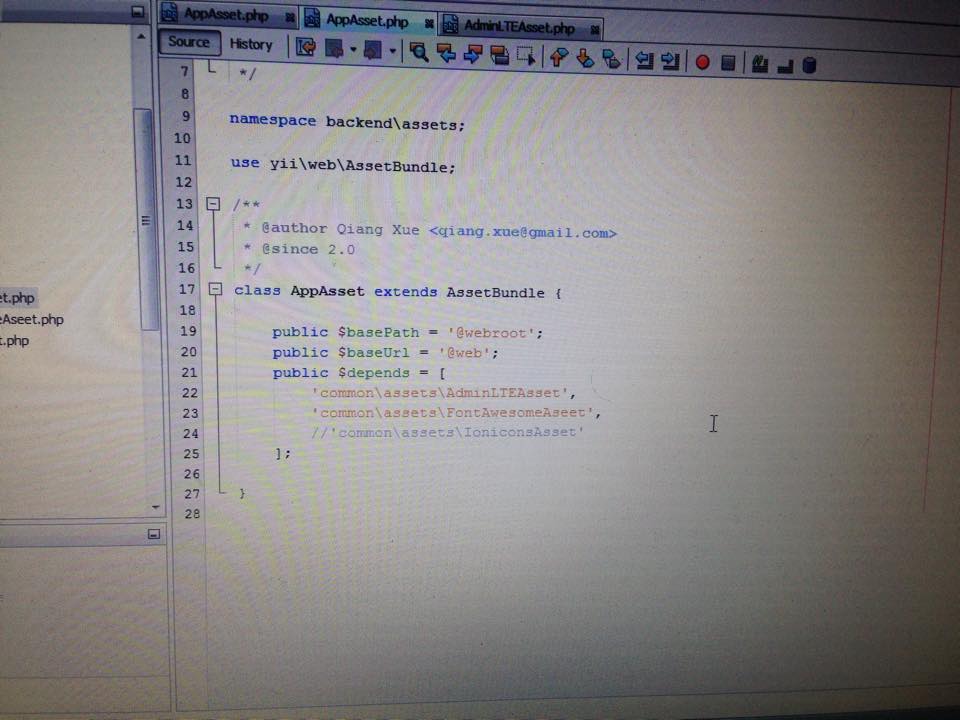 AppAsset.php AppAsset.php AdminLTEAsset.php
Source History
7 */
8
9 namespace backend\assets;
10
11 use yii\web\AssetBundle;
12
13 /**
14 * @author Qiang Xue <qiang.xue@gmail.com>
15 * @since 2.0
16 */
17 class AppAsset extends AssetBundle {
18
19 public $basePath = '@webroot';
20 public $baseUrl = '@web';
21 public $depends = [
22 'common\assets\AdminLTEAsset',
23 'common\assets\FontAwesomeAseet',
24 //'common\assets\IoniconsAsset'
25 ];
26
27 }
28
et.php
eAseet.php
t.php